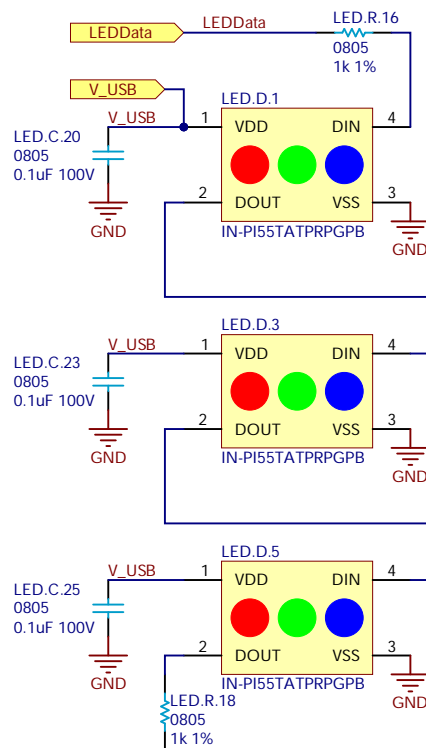 LEDData
LEDData
LED.R.16
0805
1k 1%
V_USB
V_USB
LED.C.20
0805
0.1uF 100V
GND
LED.D.1
1
VDD
DIN
4
2
DOUT
VSS
3
IN-PI55TATPRPGPB
GND
V_USB
LED.C.23
0805
0.1uF 100V
GND
LED.D.3
1
VDD
DIN
4
2
DOUT
VSS
3
IN-PI55TATPRPGPB
GND
V_USB
LED.C.25
0805
0.1uF 100V
GND
LED.D.5
1
VDD
DIN
4
2
DOUT
VSS
3
IN-PI55TATPRPGPB
GND
LED.R.18
0805
1k 1%